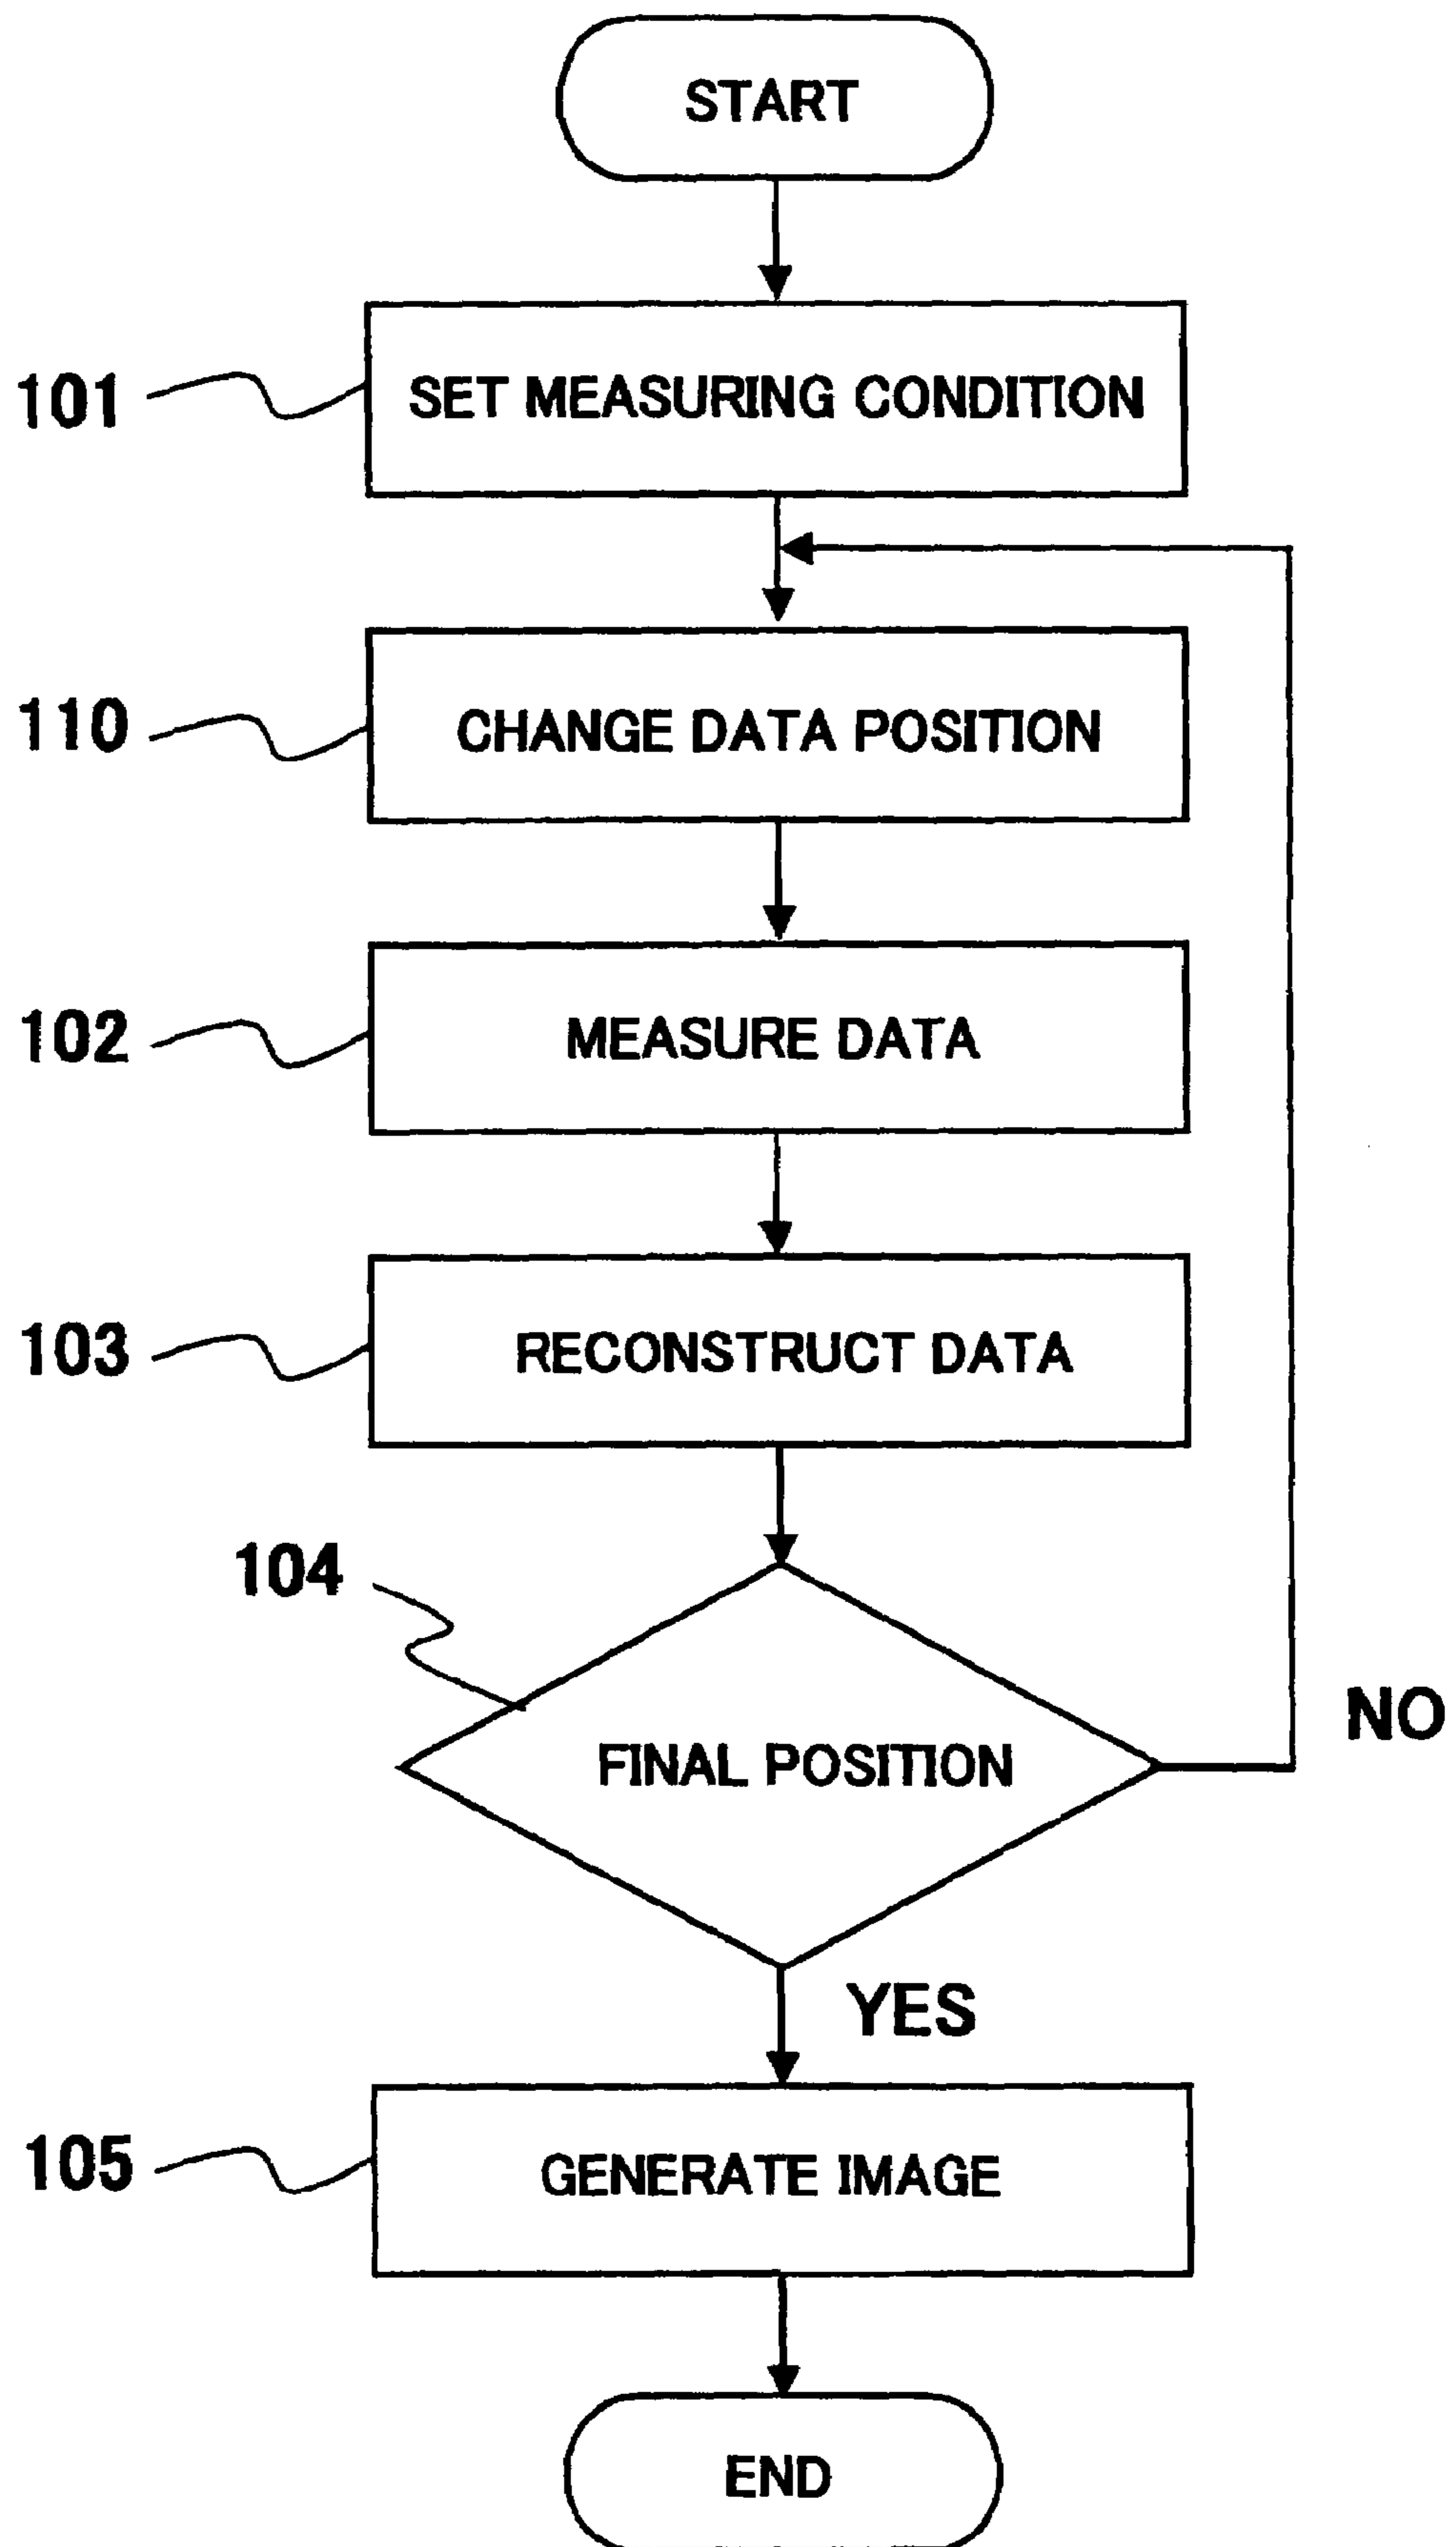 START
101
SET MEASURING CONDITION
110
CHANGE DATA POSITION
102
MEASURE DATA
103
RECONSTRUCT DATA
104
FINAL POSITION
NO
YES
105
GENERATE IMAGE
END